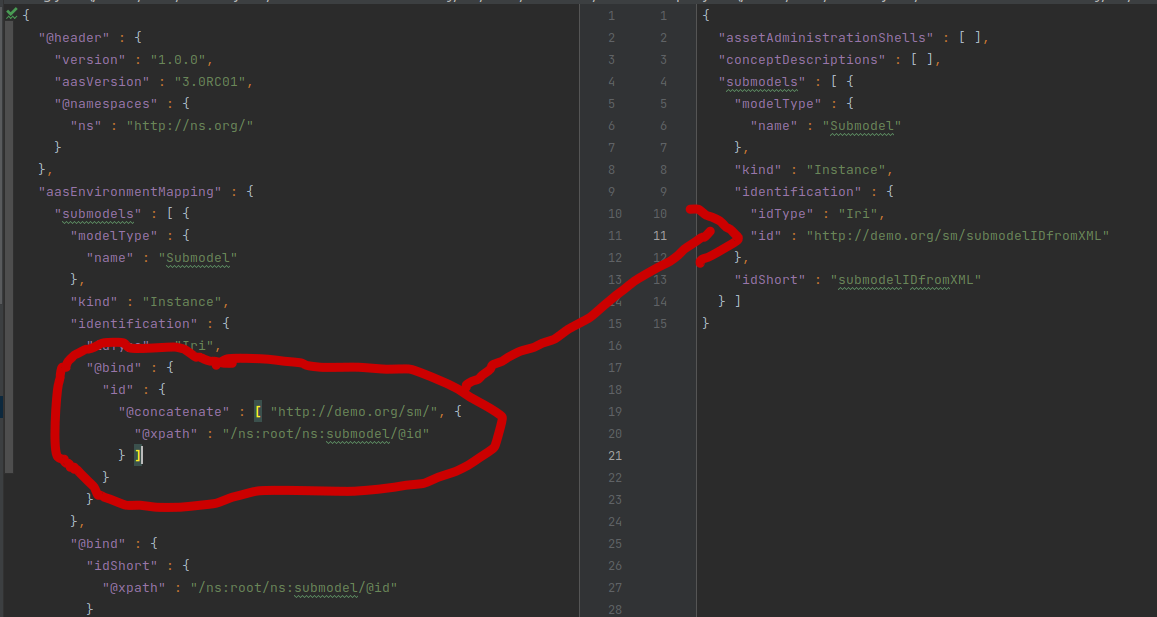 {
"@header" : {
"version" : "1.0.0",
"aasVersion" : "3.0RC01",
"@namespaces" : {
"ns" : "http://ns.org/"
}
},
"aasEnvironmentMapping" : {
"submodels" : [ {
"modelType" : {
"name" : "Submodel"
},
"kind" : "Instance",
"identification" : {
"Iri",
"@bind" : {
"id" : {
"@concatenate" : [ "http://demo.org/sm/", {
"@xpath" : "/ns:root/ns:submodel/@id"
} ]
}
}
},
"@bind" : {
"idShort" : {
"@xpath" : "/ns:root/ns:submodel/@id"
}
1 1 {
2 2 "assetAdministrationShells" : [ ],
3 3 "conceptDescriptions" : [ ],
4 4 "submodels" : [ {
5 5 "modelType" : {
6 6 "name" : "Submodel"
7 7 },
8 8 "kind" : "Instance",
9 9 "identification" : {
10 10 "idType" : "Iri",
11 11 "id" : "http://demo.org/sm/submodelIDfromXML"
12 12 },
13 13 "idShort" : "submodelIDfromXML"
14 14 } ]
15 15 }
16
17
18
19
20
21
22
23
24
25
26
27
28